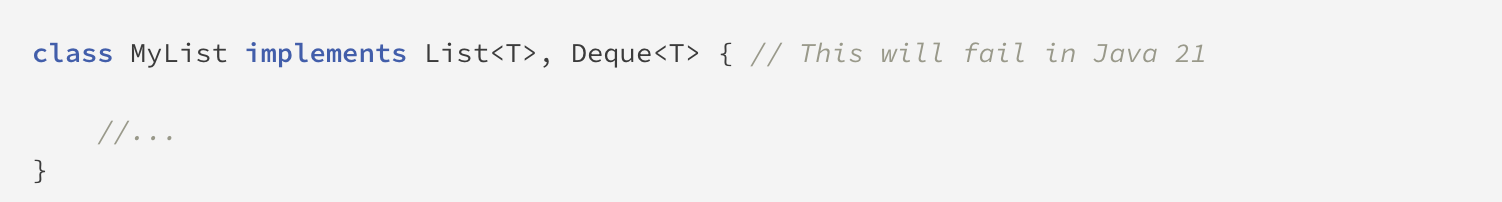 class MyList implements List<T>, Deque<T> { // This will fail in Java 21
//...
}